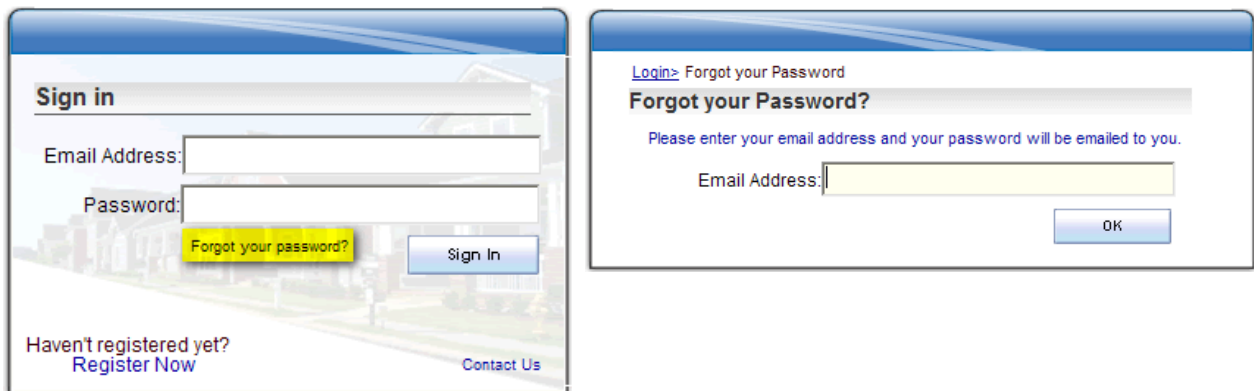 Sign in
Email Address:
Password:
Forgot your password?
Sign In
Haven't registered yet?
Register Now
Contact Us
Login> Forgot your Password
Forgot your Password?
Please enter your email address and your password will be emailed to you.
Email Address:
OK